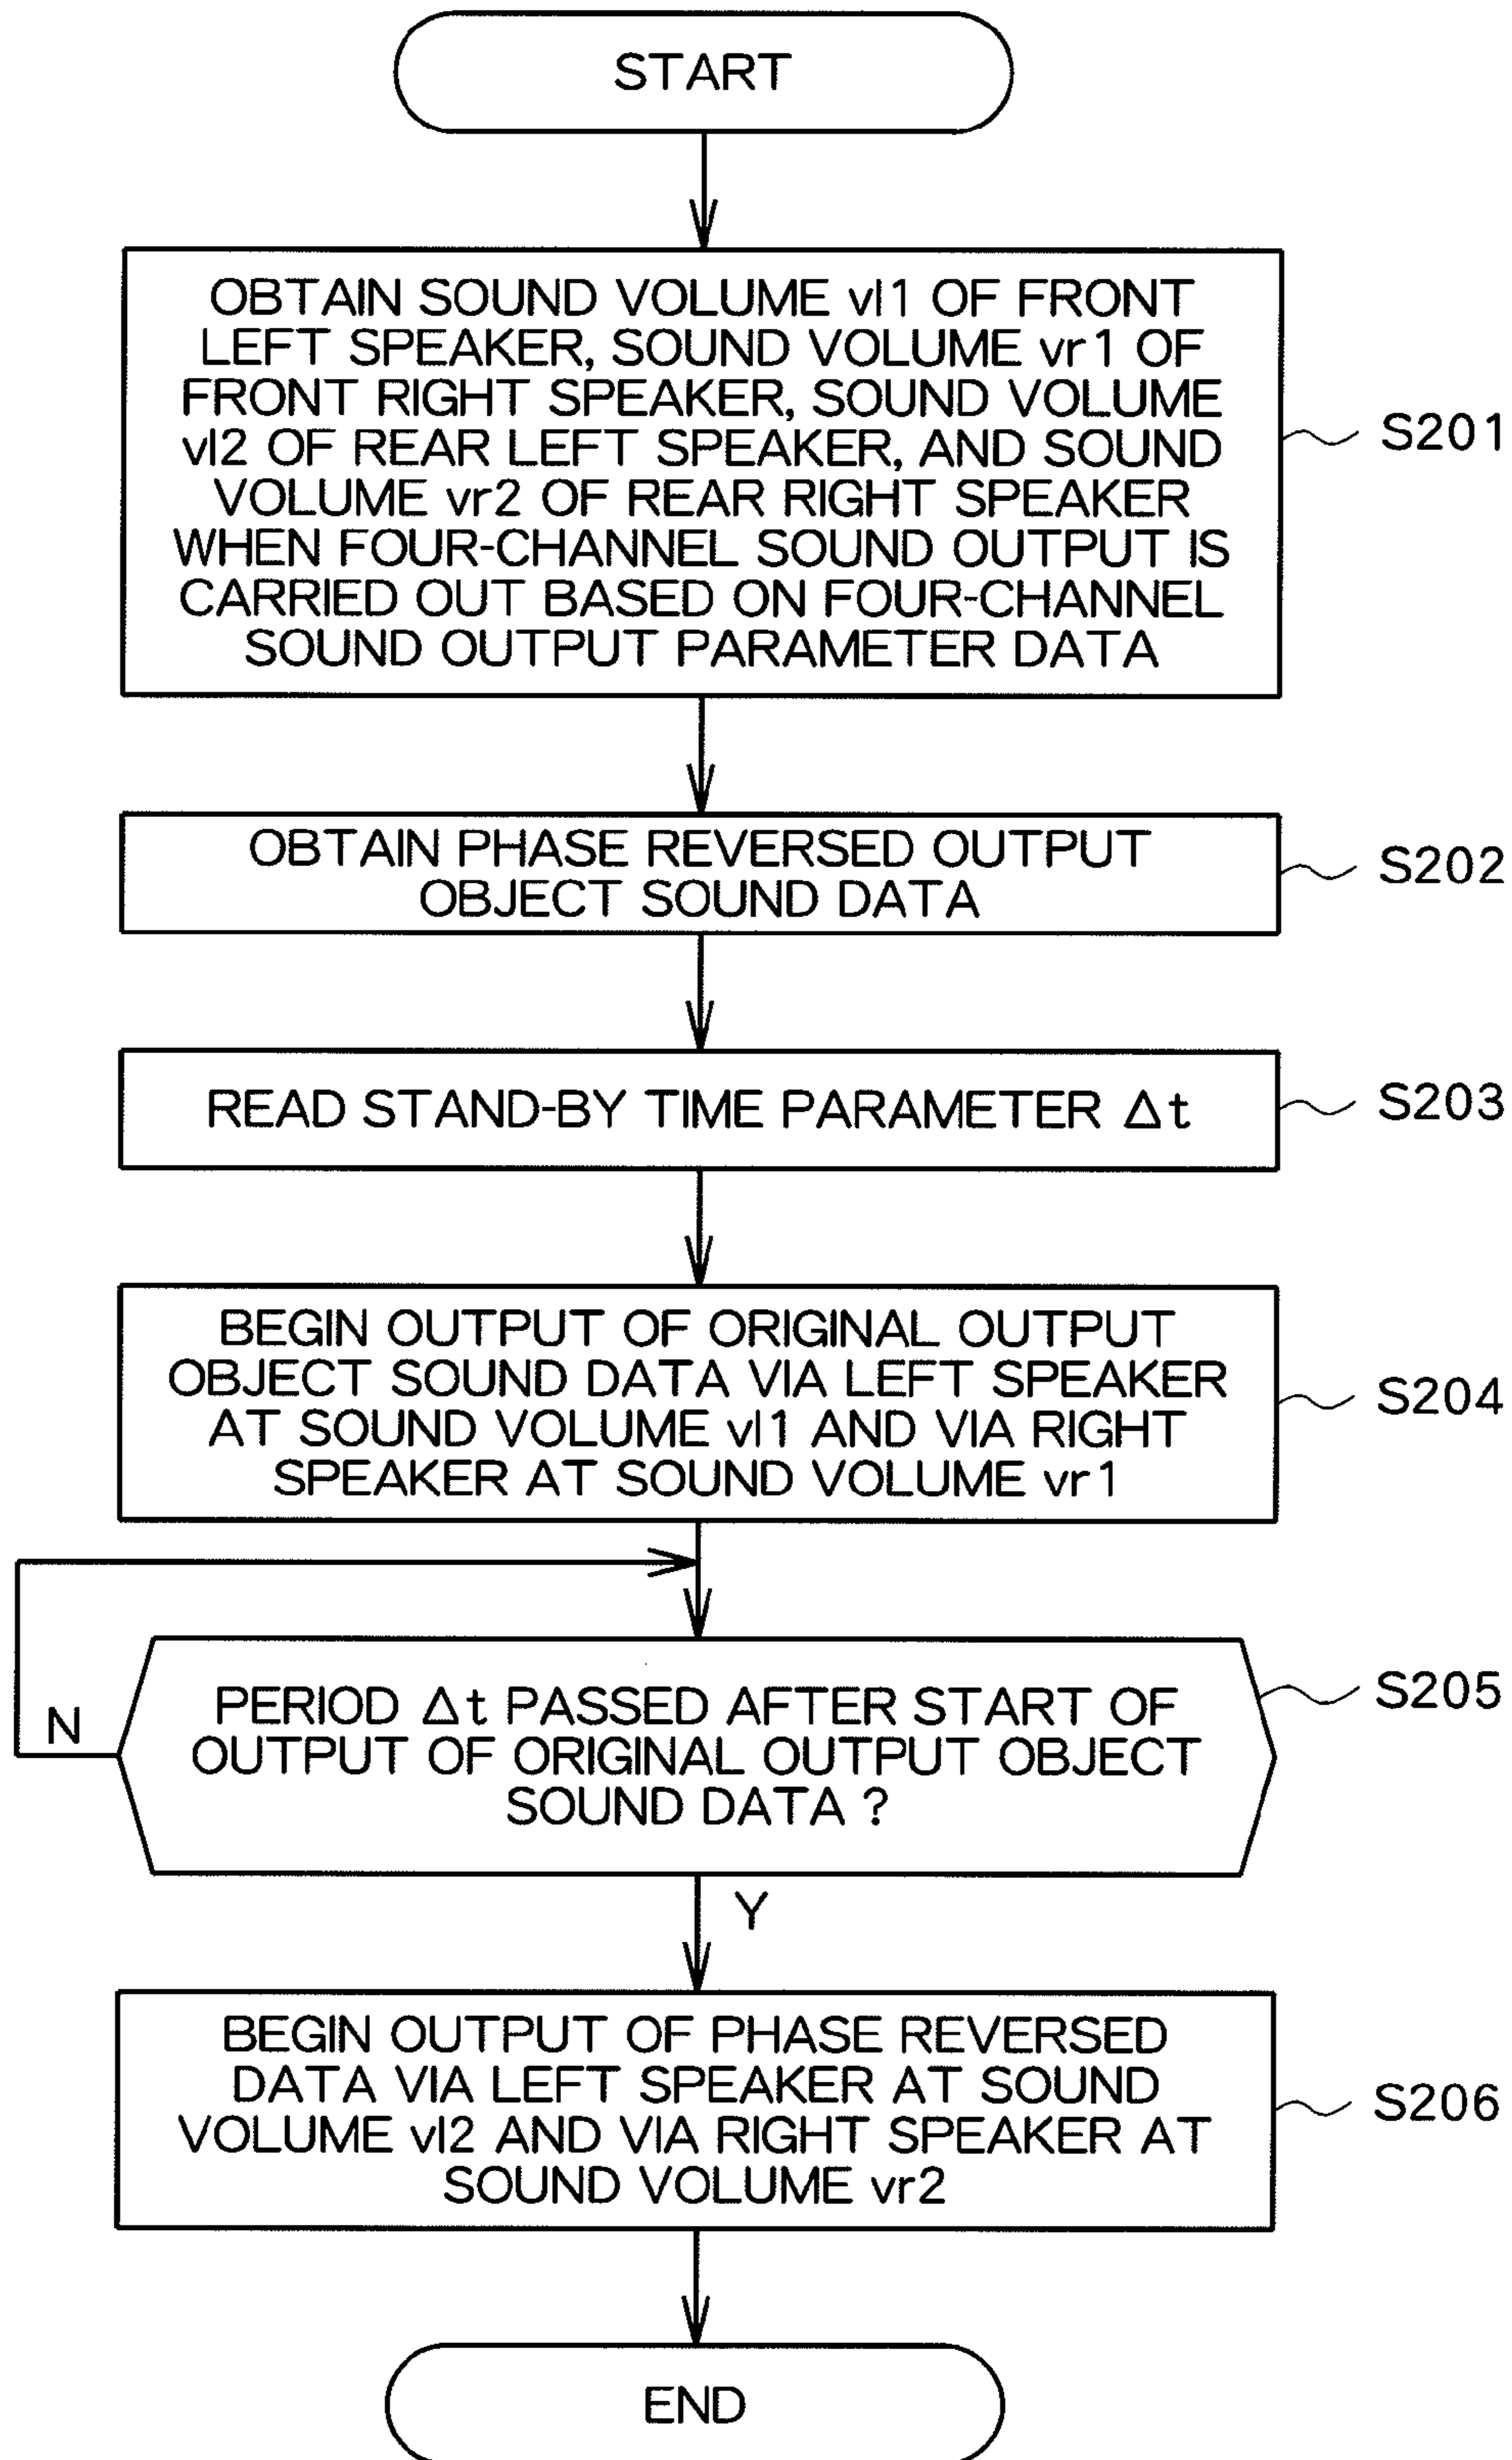 START
OBTAIN SOUND VOLUME vl1 OF FRONT
LEFT SPEAKER, SOUND VOLUME vr1 OF
FRONT RIGHT SPEAKER, SOUND VOLUME
vl2 OF REAR LEFT SPEAKER, AND SOUND
VOLUME vr2 OF REAR RIGHT SPEAKER
WHEN FOUR-CHANNEL SOUND OUTPUT IS
CARRIED OUT BASED ON FOUR-CHANNEL
SOUND OUTPUT PARAMETER DATA
S201
OBTAIN PHASE REVERSED OUTPUT
OBJECT SOUND DATA
S202
READ STAND-BY TIME PARAMETER Δt
S203
BEGIN OUTPUT OF ORIGINAL OUTPUT
OBJECT SOUND DATA VIA LEFT SPEAKER
AT SOUND VOLUME vl1 AND VIA RIGHT
SPEAKER AT SOUND VOLUME vr1
S204
PERIOD Δt PASSED AFTER START OF
OUTPUT OF ORIGINAL OUTPUT OBJECT
SOUND DATA ?
S205
N
Y
BEGIN OUTPUT OF PHASE REVERSED
DATA VIA LEFT SPEAKER AT SOUND
VOLUME vl2 AND VIA RIGHT SPEAKER AT
SOUND VOLUME vr2
S206
END